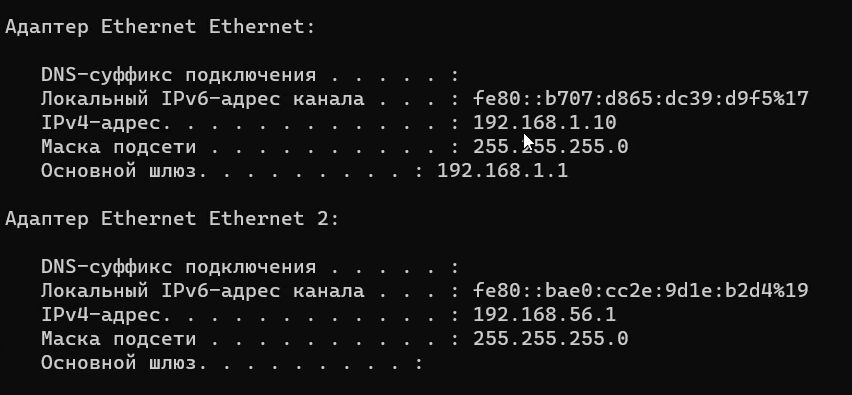 Адаптер Ethernet Ethernet:
DNS-суффикс подключения . . . . . :
Локальный IPv6-адрес канала . . . : fe80::b707:d865:dc39:d9f5%17
IPv4-адрес. . . . . . . . . . . . : 192.168.1.10
Маска подсети . . . . . . . . . . : 255.255.255.0
Основной шлюз. . . . . . . . . : 192.168.1.1
Адаптер Ethernet Ethernet 2:
DNS-суффикс подключения . . . . . :
Локальный IPv6-адрес канала . . . : fe80::bae0:cc2e:9d1e:b2d4%19
IPv4-адрес. . . . . . . . . . . . : 192.168.56.1
Маска подсети . . . . . . . . . . : 255.255.255.0
Основной шлюз. . . . . . . . . :